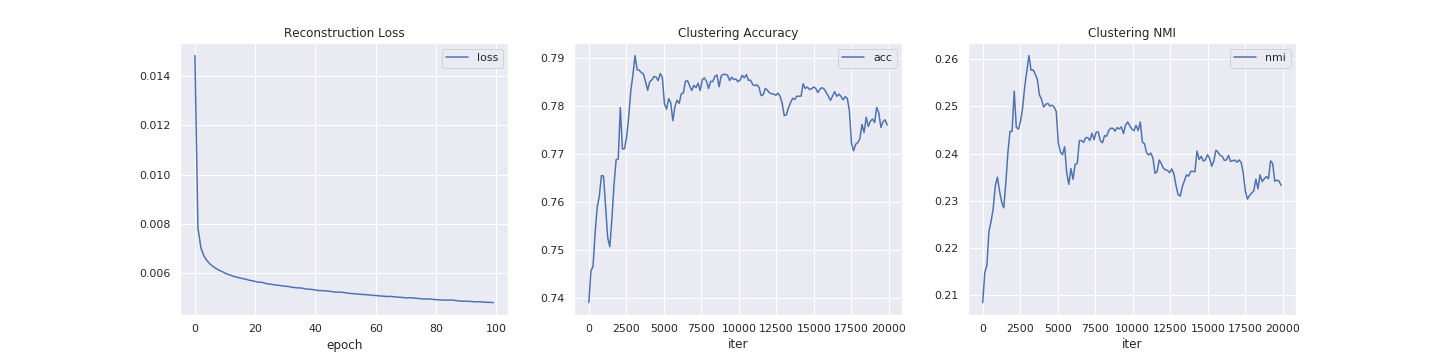 Reconstruction Loss
loss
0.014
0.012
0.010
0.008
0.006
0 20 40 60 80 100
epoch
Clustering Accuracy
acc
0.79
0.78
0.77
0.76
0.75
0.74
0 2500 5000 7500 10000 12500 15000 17500 20000
iter
Clustering NMI
nmi
0.26
0.25
0.24
0.23
0.22
0.21
0 2500 5000 7500 10000 12500 15000 17500 20000
iter